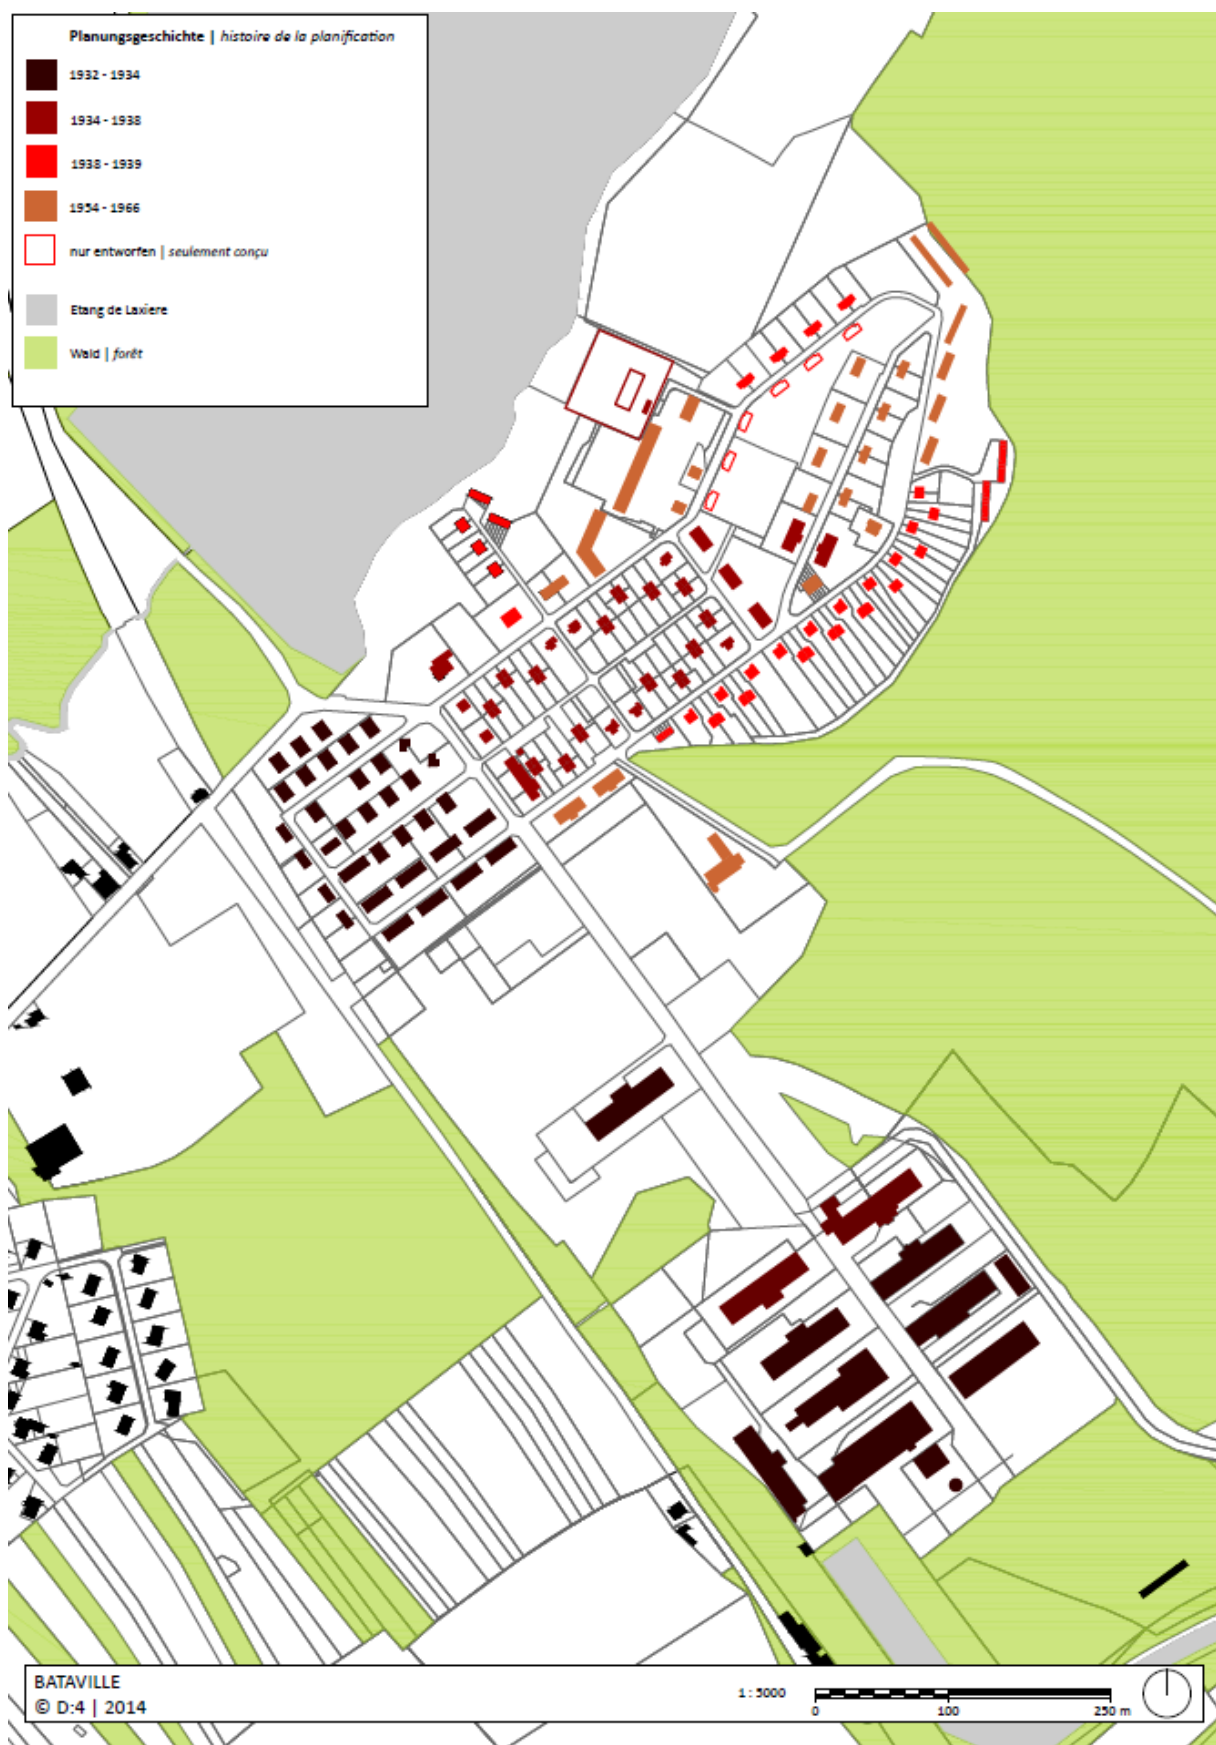 Planungsgeschichte | histoire de la planification
1932 - 1934
1934 - 1938
1938 - 1939
1954 - 1966
nur entworfen | seulement conçu
Etang de Laxiere
Wald | forêt
BATAVILLE
© D:4 | 2014
1 : 5000
0 100 250 m